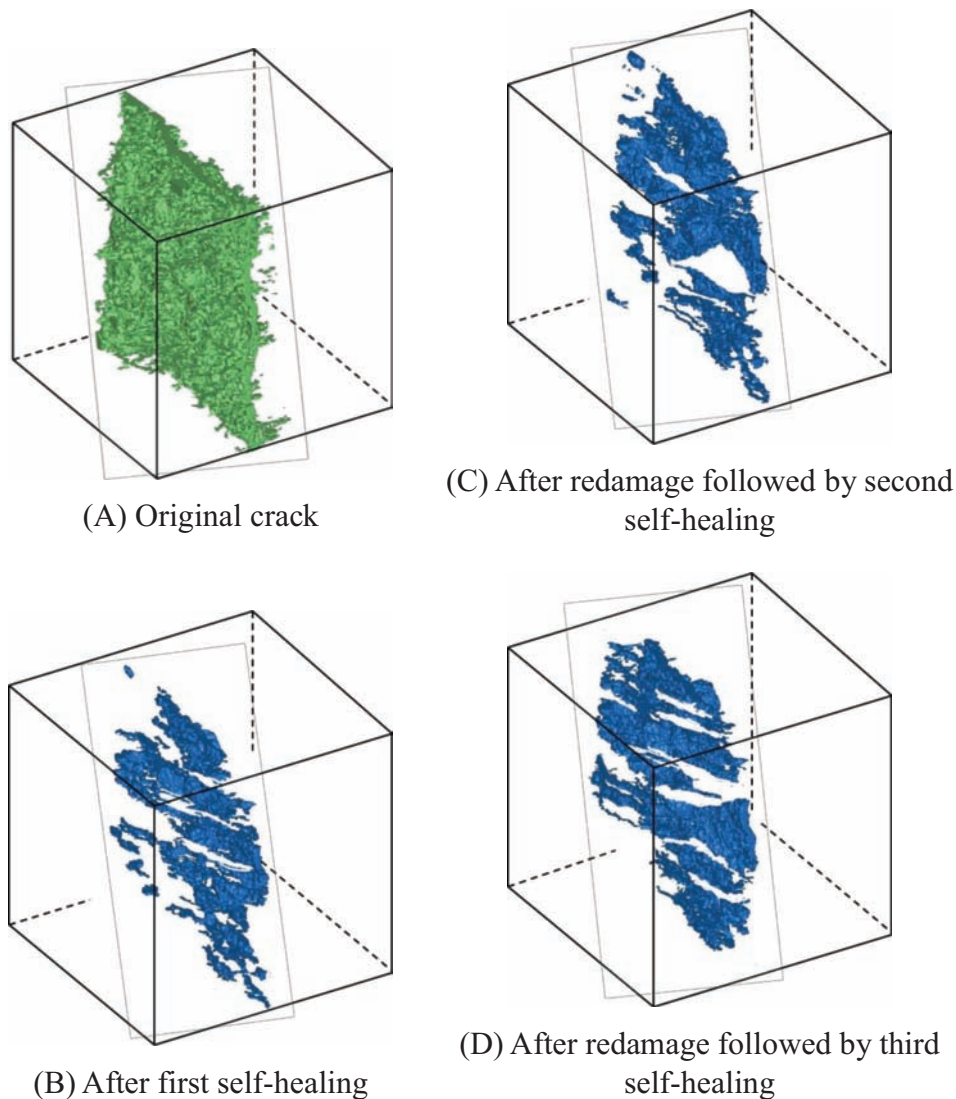 (A) Original crack
(C) After redamage followed by second
self-healing
(B) After first self-healing
(D) After redamage followed by third
self-healing